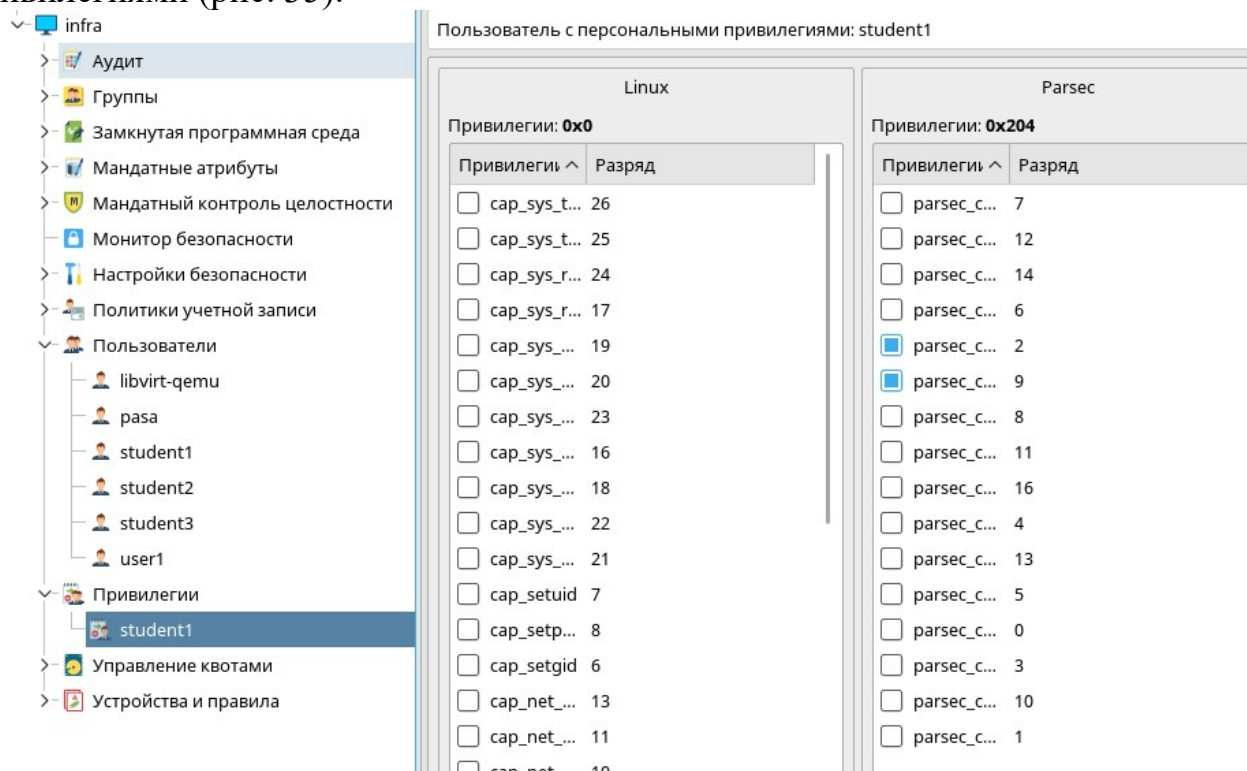 ивилегиями (рис. 55).
infra
Аудит
Группы
Замкнутая программная среда
Мандатные атрибуты
Мандатный контроль целостности
Монитор безопасности
Настройки безопасности
Политики учетной записи
Пользователи
libvirt-qemu
pasa
student1
student2
student3
user1
Привилегии
student1
Управление квотами
Устройства и правила
Пользователь с персональными привилегиями: student1
Linux
Привилегии: 0x0
Привилегии Разряд
cap_sys_t... 26
cap_sys_t... 25
cap_sys_r... 24
cap_sys_r... 17
cap_sys_... 19
cap_sys_... 20
cap_sys_... 23
cap_sys_... 16
cap_sys_... 18
cap_sys_... 22
cap_sys_... 21
cap_setuid 7
cap_setp... 8
cap_setgid 6
cap_net_... 13
cap_net_... 11
Parsec
Привилегии: 0x204
Привилегии Разряд
parsec_c... 7
parsec_c... 12
parsec_c... 14
parsec_c... 6
parsec_c... 2
parsec_c... 9
parsec_c... 8
parsec_c... 11
parsec_c... 16
parsec_c... 4
parsec_c... 13
parsec_c... 5
parsec_c... 0
parsec_c... 3
parsec_c... 10
parsec_c... 1